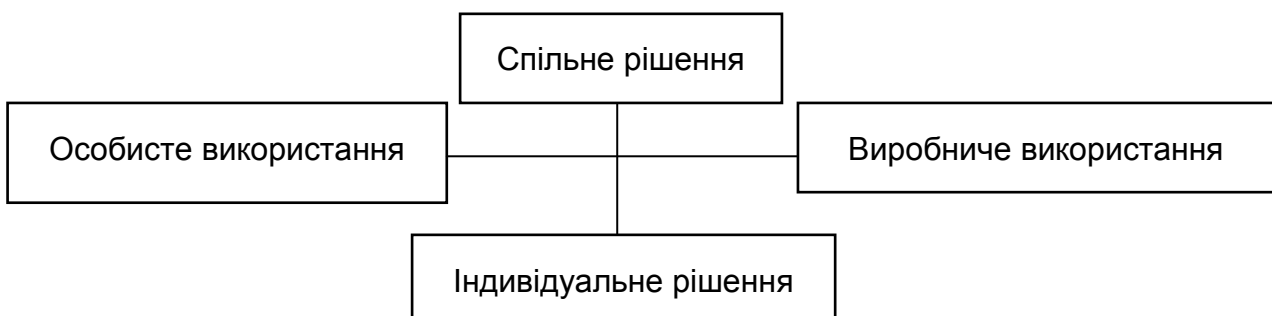 Спільне рішення
Особисте використання
Виробниче використання
Індивідуальне рішення